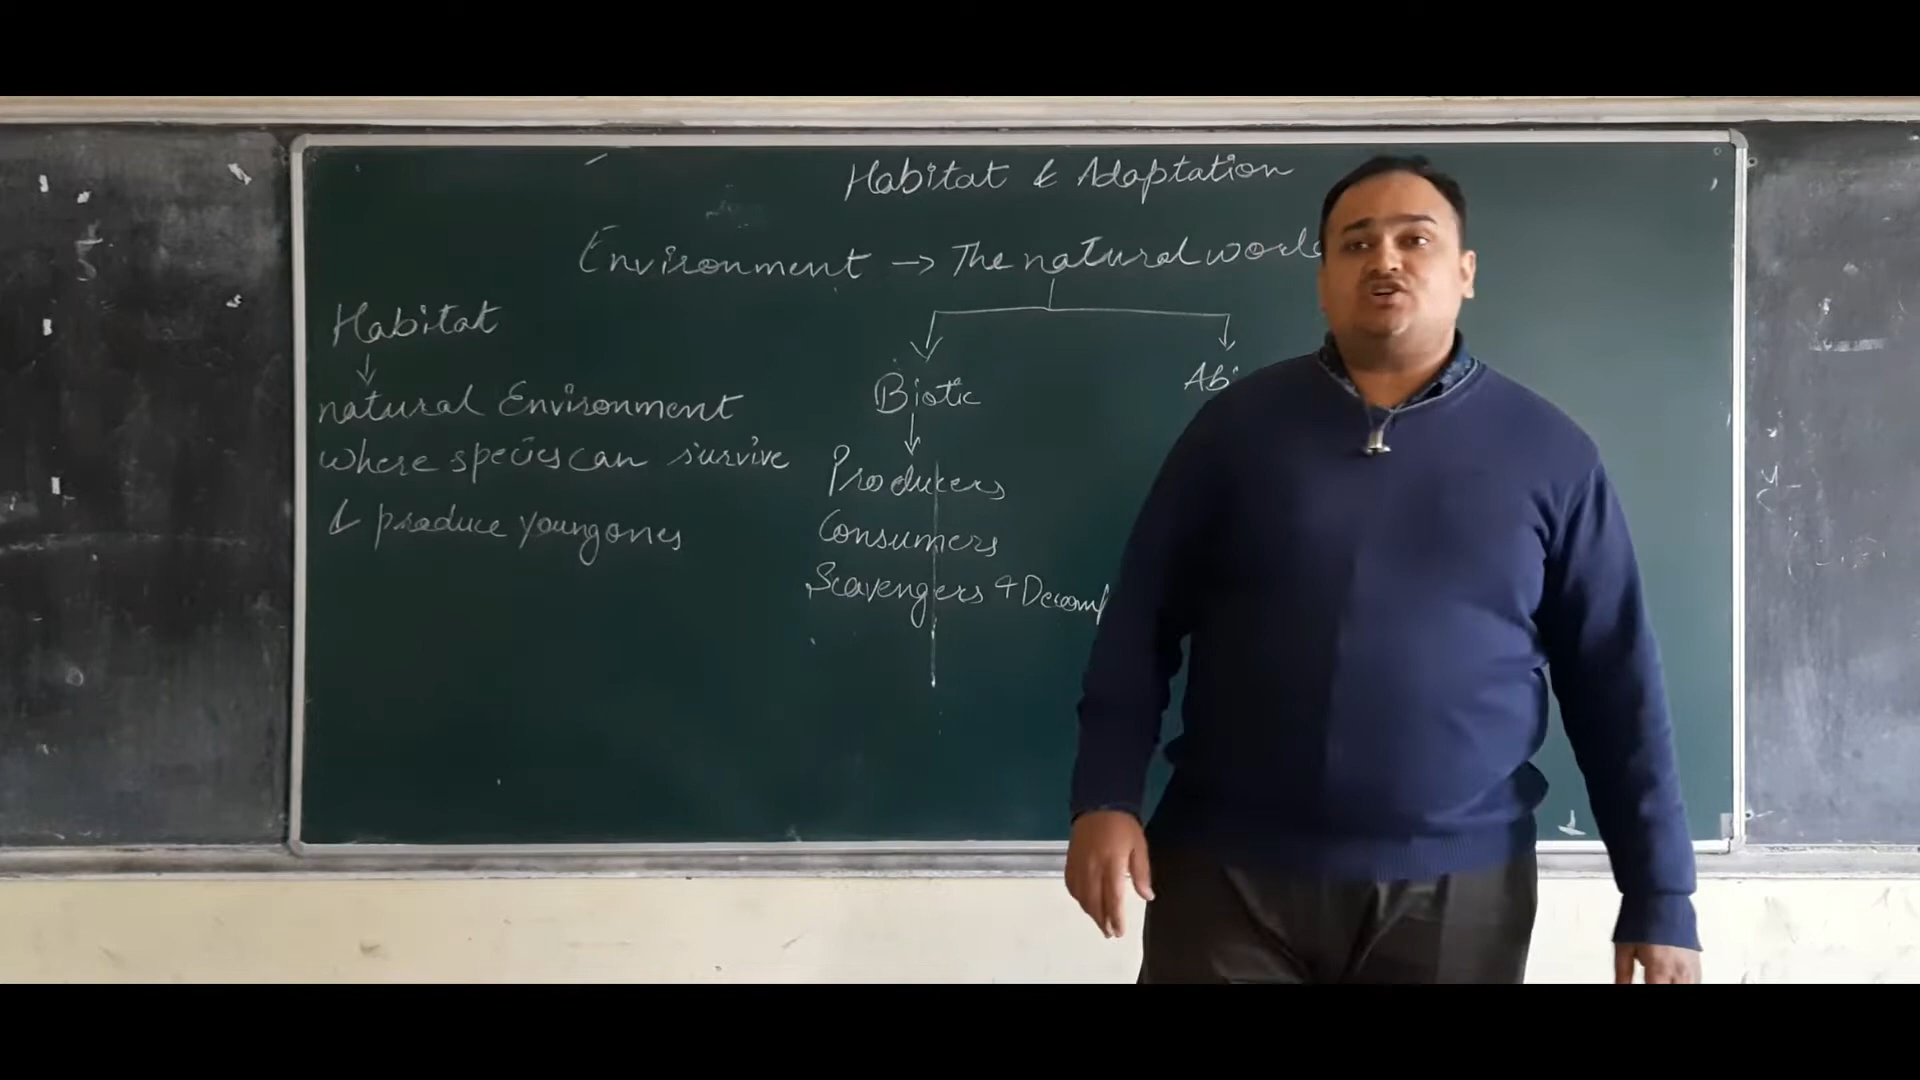 Habitat & Adaptation
Environment → The natural world
Habitat
↓
natural Environment
where species can survive
& produce young ones
Biotic
↓
Producers
Consumers
Scavengers +